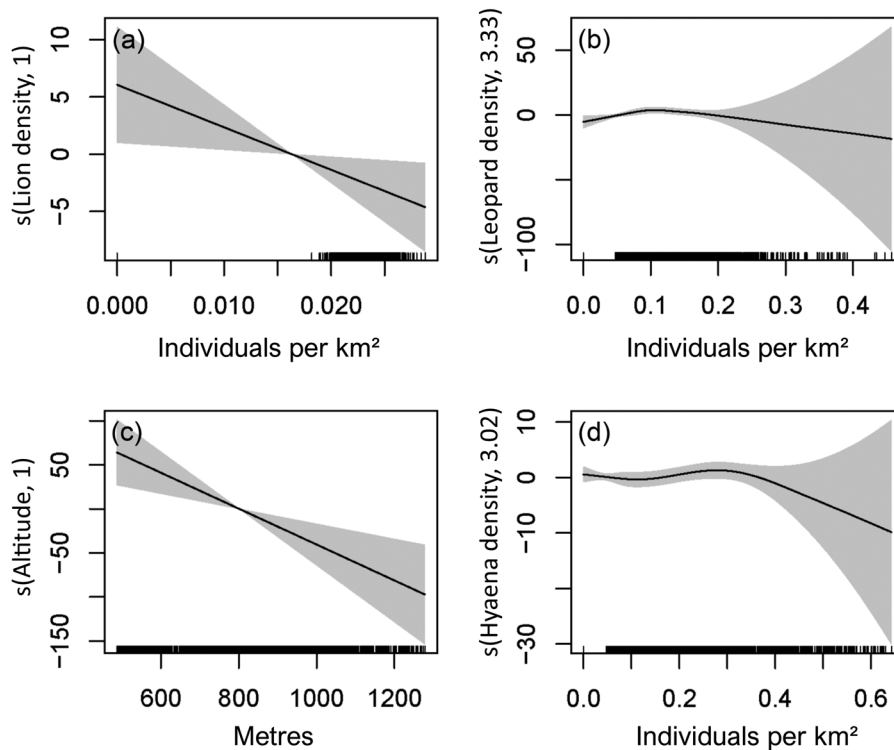 (a)
s(Lion density, 1)
10
5
0
−5
0.000
0.010
0.020
Individuals per km²
(b)
s(Leopard density, 3.33)
50
0
−100
0.0
0.1
0.2
0.3
0.4
Individuals per km²
(c)
s(Altitude, 1)
50
0
−50
−150
600
800
1000
1200
Metres
(d)
s(Hyaena density, 3.02)
10
0
−10
−30
0.0
0.2
0.4
0.6
Individuals per km²